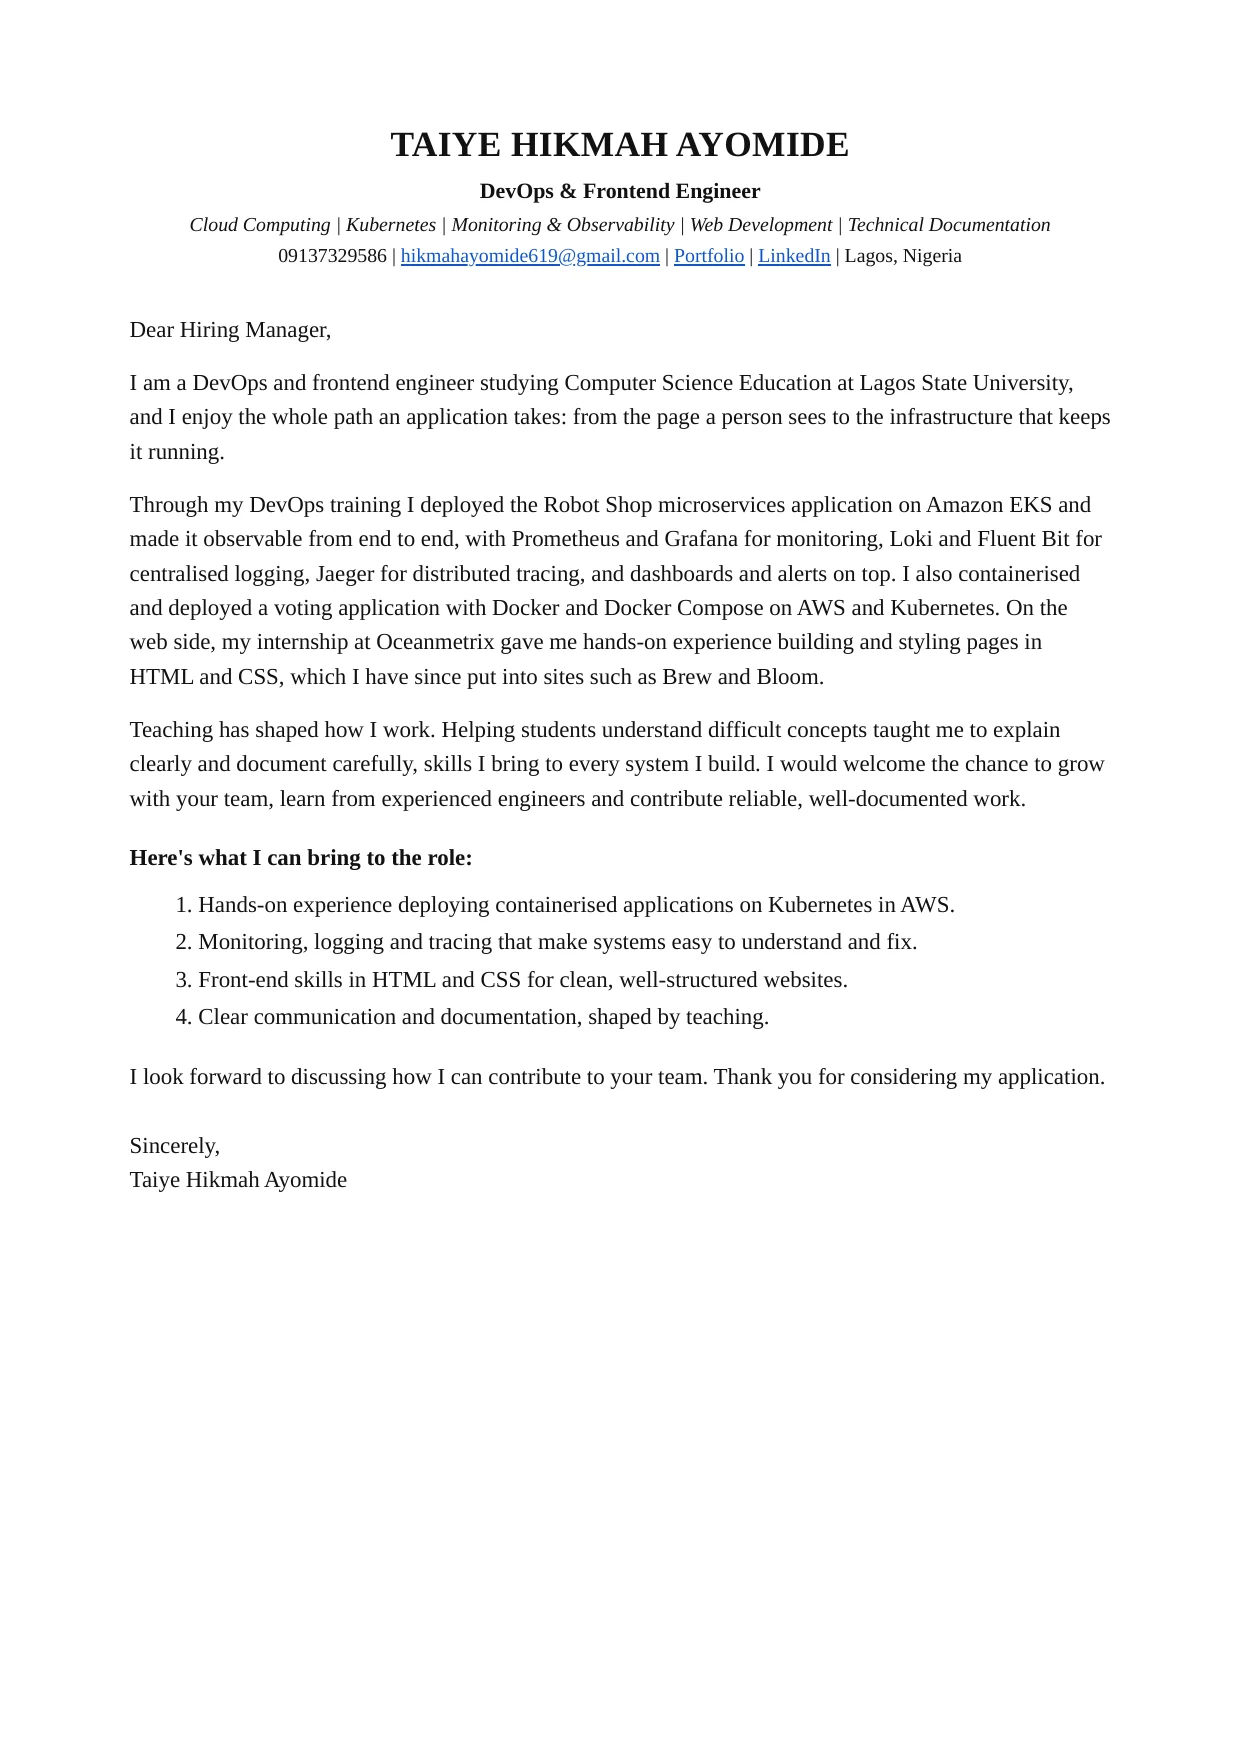 TAIYE HIKMAH AYOMIDE
DevOps & Frontend Engineer
Cloud Computing | Kubernetes | Monitoring & Observability | Web Development | Technical Documentation
09137329586 | hikmahayomide619@gmail.com | Portfolio | LinkedIn | Lagos, Nigeria
Dear Hiring Manager,
I am a DevOps and frontend engineer studying Computer Science Education at Lagos State University,
and I enjoy the whole path an application takes: from the page a person sees to the infrastructure that keeps
it running.
Through my DevOps training I deployed the Robot Shop microservices application on Amazon EKS and
made it observable from end to end, with Prometheus and Grafana for monitoring, Loki and Fluent Bit for
centralised logging, Jaeger for distributed tracing, and dashboards and alerts on top. I also containerised
and deployed a voting application with Docker and Docker Compose on AWS and Kubernetes. On the
web side, my internship at Oceanmetrix gave me hands-on experience building and styling pages in
HTML and CSS, which I have since put into sites such as Brew and Bloom.
Teaching has shaped how I work. Helping students understand difficult concepts taught me to explain
clearly and document carefully, skills I bring to every system I build. I would welcome the chance to grow
with your team, learn from experienced engineers and contribute reliable, well-documented work.
Here's what I can bring to the role:
1. Hands-on experience deploying containerised applications on Kubernetes in AWS.
2. Monitoring, logging and tracing that make systems easy to understand and fix.
3. Front-end skills in HTML and CSS for clean, well-structured websites.
4. Clear communication and documentation, shaped by teaching.
I look forward to discussing how I can contribute to your team. Thank you for considering my application.
Sincerely,
Taiye Hikmah Ayomide